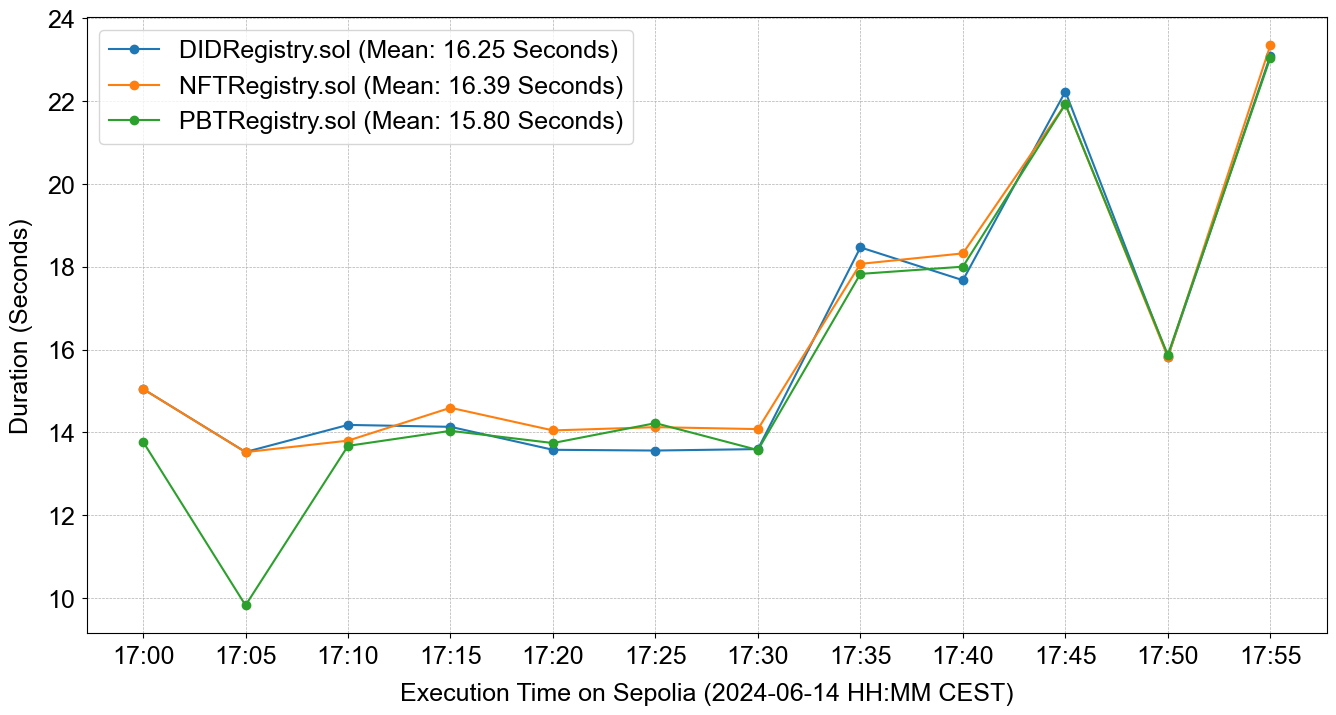 DIDRegistry.sol (Mean: 16.25 Seconds)
NFTRegistry.sol (Mean: 16.39 Seconds)
PBTRegistry.sol (Mean: 15.80 Seconds)
Duration (Seconds)
24
22
20
18
16
14
12
10
17:00 17:05 17:10 17:15 17:20 17:25 17:30 17:35 17:40 17:45 17:50 17:55
Execution Time on Sepolia (2024-06-14 HH:MM CEST)